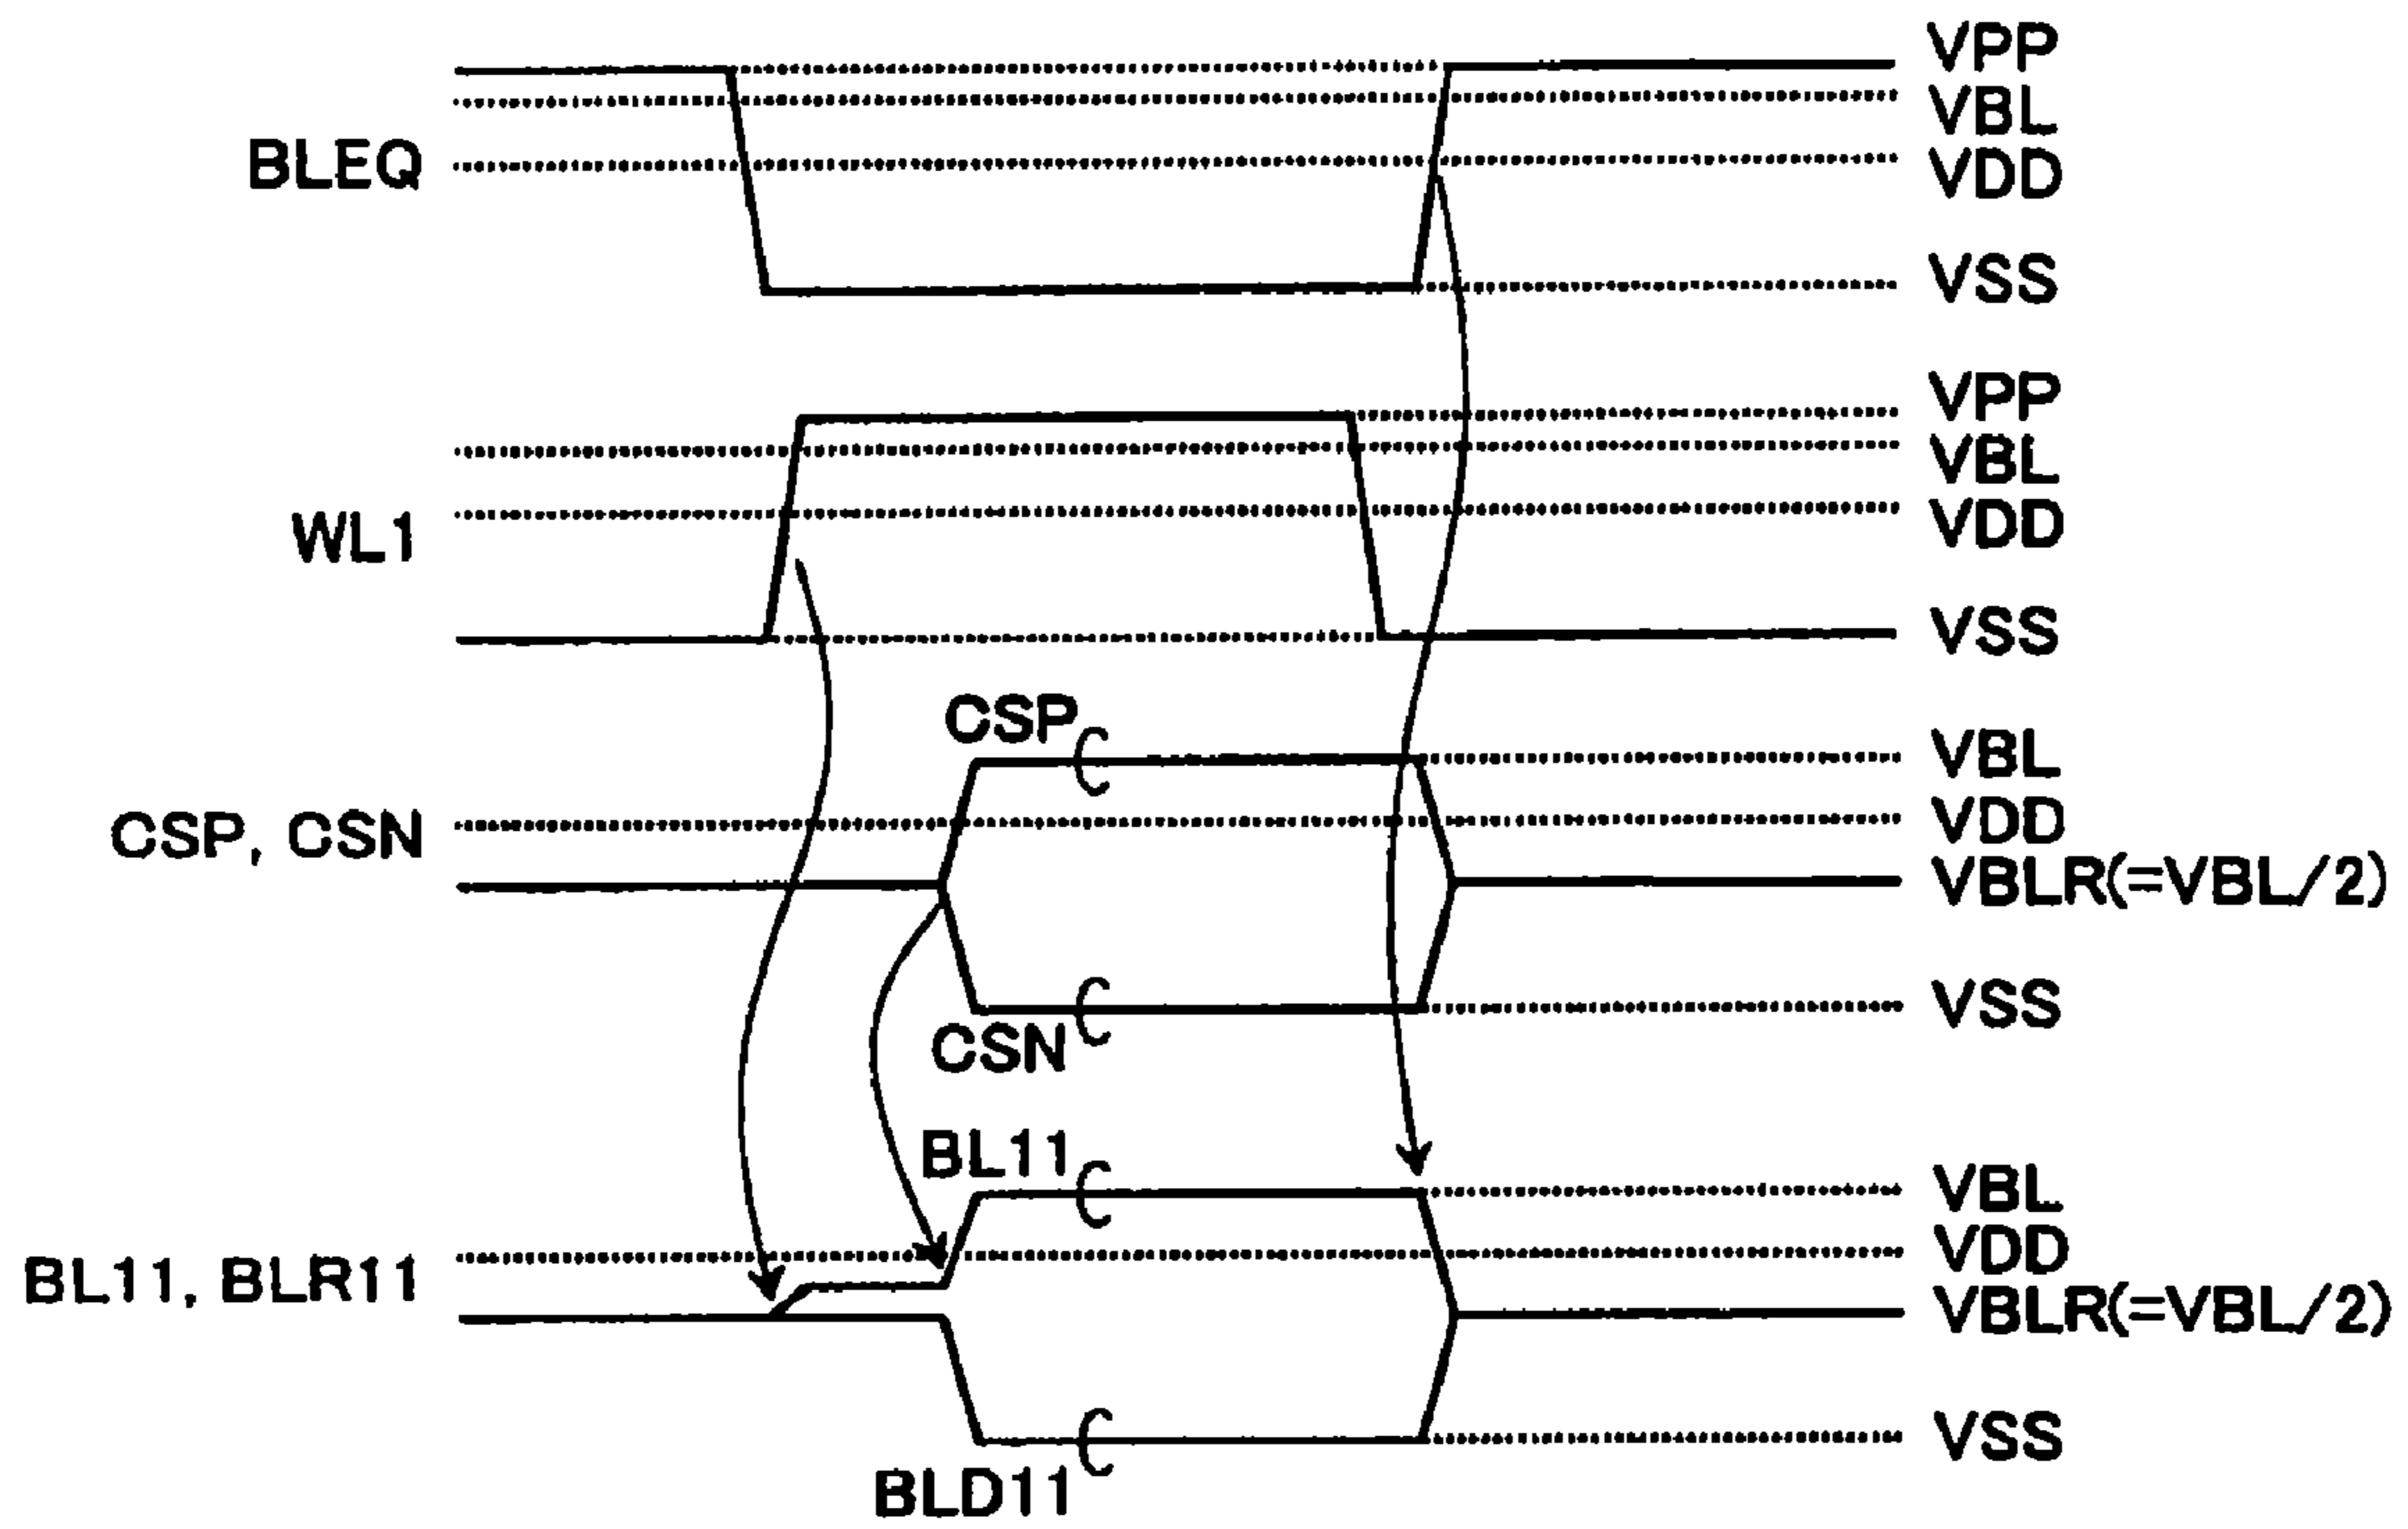 VPP
VBL
BLEQ
VDD
VSS
VPP
VBL
WL1
VDD
VSS
CSP
VBL
CSP, CSN
VDD
VBLR(=VBL/2)
VSS
CSN
BL11
VBL
VDD
BL11, BLR11
VBLR(=VBL/2)
VSS
BLD11